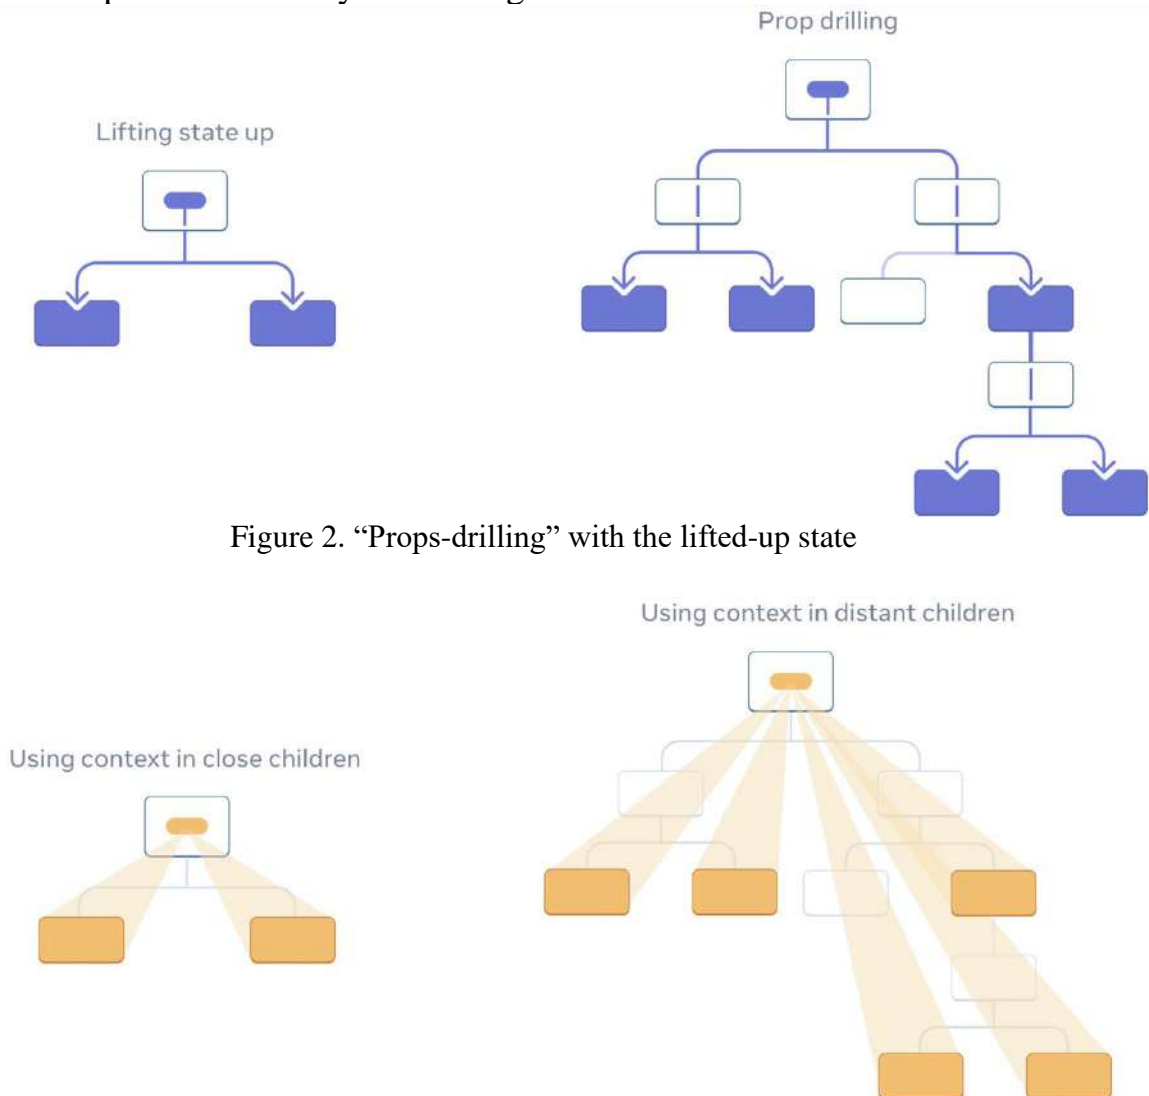 Prop drilling
Lifting state up
Figure 2. “Props-drilling” with the lifted-up state
Using context in distant children
Using context in close children